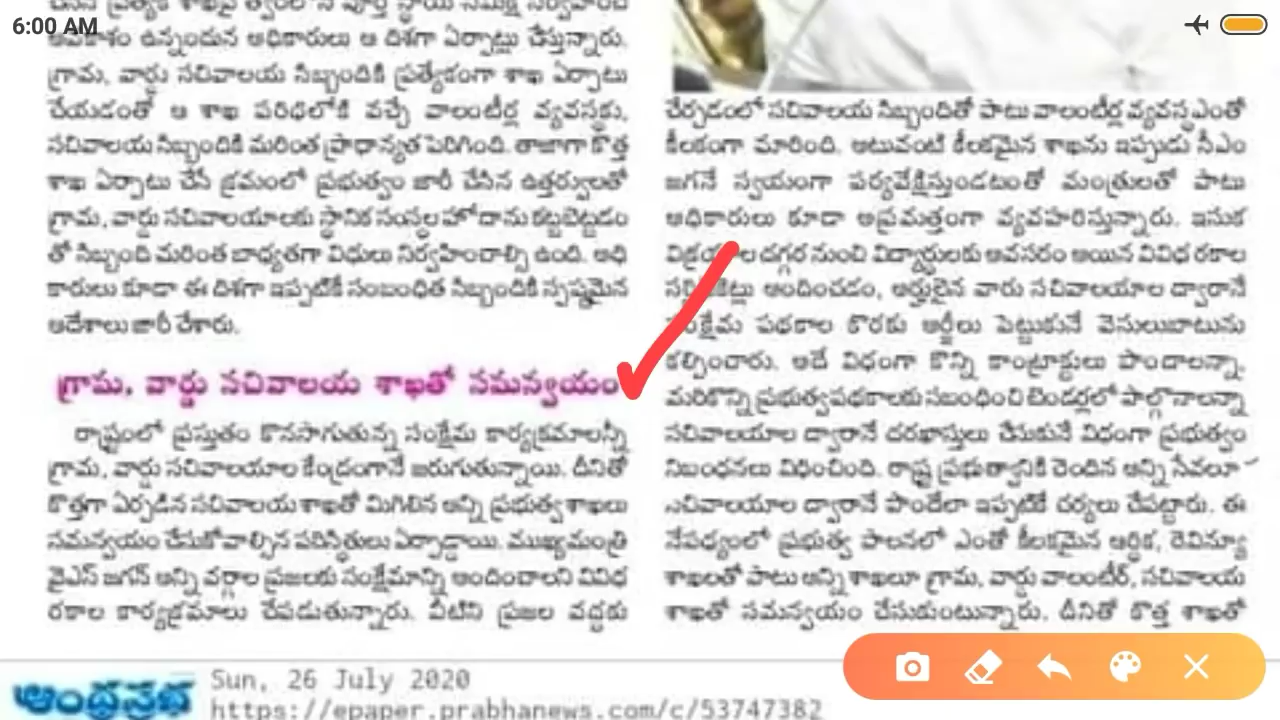 6:00 AM
అవకాశం ఉన్నందున అధికారులు ఆ దిశగా ఏర్పాట్లు చేస్తున్నారు.
గ్రామ, వార్డు సచివాలయ సిబ్బందికి ప్రత్యేకంగా శాఖ ఏర్పాటు
చేయడంతో ఆ శాఖ పరిధిలోకి వచ్చే వాలంటీర్ల వ్యవస్థకు,
సచివాలయ సిబ్బందికి మరింత ప్రాధాన్యత పెరిగింది. తాజాగా కొత్త
శాఖ ఏర్పాటు చేసే క్రమంలో ప్రభుత్వం జారీ చేసిన ఉత్తర్వులతో
గ్రామ, వార్డు సచివాలయాలకు స్థానిక సంస్థల హోదాను కట్టబెట్టడం
తో సిబ్బంది మరింత బాధ్యతగా విధులు నిర్వహించాల్సి ఉంది. అధి
కారులు కూడా ఈ దిశగా ఇప్పటికే సంబంధిత సిబ్బందికి స్పష్టమైన
ఆదేశాలు జారీ చేశారు.
గ్రామ, వార్డు సచివాలయ శాఖతో సమన్వయం
రాష్ట్రంలో ప్రస్తుతం కొనసాగుతున్న సంక్షేమ కార్యక్రమాలన్నీ
గ్రామ, వార్డు సచివాలయాల కేంద్రంగానే జరుగుతున్నాయి. దీనితో
కొత్తగా ఏర్పడిన సచివాలయ శాఖతో మిగిలిన అన్ని ప్రభుత్వ శాఖలు
సమన్వయం చేసుకోవాల్సిన పరిస్థితులు ఏర్పడ్డాయి. ముఖ్యమంత్రి
వైఎస్ జగన్ అన్ని వర్గాల ప్రజలకు సంక్షేమాన్ని అందించాలని వివిధ
రకాల కార్యక్రమాలు చేపడుతున్నారు. వీటిని ప్రజల వద్దకు
చేర్చడంలో సచివాలయ సిబ్బందితో పాటు వాలంటీర్ల వ్యవస్థ ఎంతో
కీలకంగా మారింది. అటువంటి కీలకమైన శాఖను ఇప్పుడు సీఎం
జగనే స్వయంగా పర్యవేక్షిస్తుండటంతో మంత్రులతో పాటు
అధికారులు కూడా అప్రమత్తంగా వ్యవహరిస్తున్నారు. ఇసుక
దగ్గర నుంచి విద్యార్థులకు అవసరం అయిన వివిధ రకాల
అందించడం, అర్హులైన వారు సచివాలయాల ద్వారానే
సంక్షేమ పథకాల కొరకు అర్జీలు పెట్టుకునే వెసులుబాటును
కల్పించారు. అదే విధంగా కొన్ని కాంట్రాక్టులు పొందాలన్నా,
మరికొన్ని ప్రభుత్వ పథకాలకు సబంధించి టెండర్లలో పాల్గొనాలన్నా
సచివాలయాల ద్వారానే దరఖాస్తులు చేసుకునే విధంగా ప్రభుత్వం
నిబంధనలు విధించింది. రాష్ట్ర ప్రభుత్వానికి చెందిన అన్ని సేవలూ
సచివాలయాల ద్వారానే పొందేలా ఇప్పటికే చర్యలు చేపట్టారు. ఈ
నేపథ్యంలో ప్రభుత్వ పాలనలో ఎంతో కీలకమైన ఆర్థిక, రెవిన్యూ
శాఖలతో పాటు అన్ని శాఖలూ గ్రామ, వార్డు వాలంటీర్, సచివాలయ
శాఖతో సమన్వయం చేసుకుంటున్నారు. దీనితో కొత్త శాఖతో
ఆంధ్రప్రభ
Sun, 26 July 2020
https://epaper.prabhanews.com/c/53747382